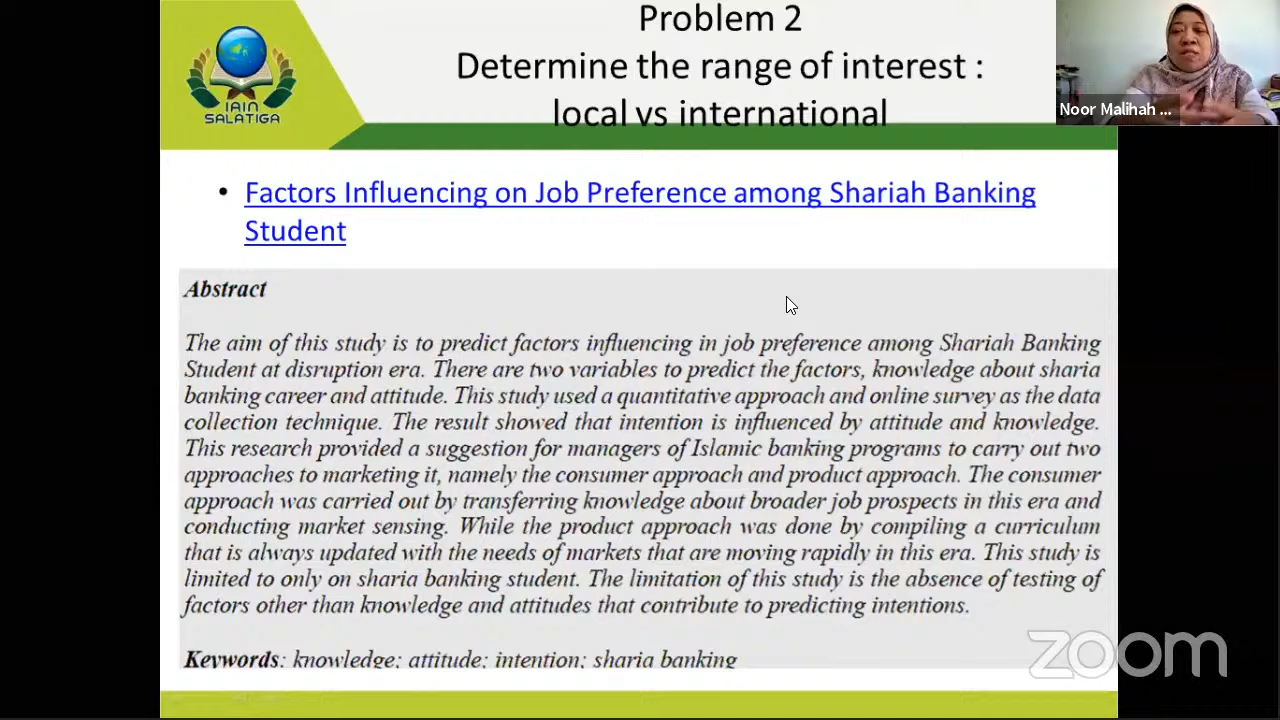 Problem 2
Determine the range of interest :
local vs international
IAIN
SALATIGA
Noor Malihah ...
• Factors Influencing on Job Preference among Shariah Banking
Student
Abstract
The aim of this study is to predict factors influencing in job preference among Shariah Banking
Student at disruption era. There are two variables to predict the factors, knowledge about sharia
banking career and attitude. This study used a quantitative approach and online survey as the data
collection technique. The result showed that intention is influenced by attitude and knowledge.
This research provided a suggestion for managers of Islamic banking programs to carry out two
approaches to marketing it, namely the consumer approach and product approach. The consumer
approach was carried out by transferring knowledge about broader job prospects in this era and
conducting market sensing. While the product approach was done by compiling a curriculum
that is always updated with the needs of markets that are moving rapidly in this era. This study is
limited to only on sharia banking student. The limitation of this study is the absence of testing of
factors other than knowledge and attitudes that contribute to predicting intentions.
Keywords: knowledge; attitude; intention; sharia banking
zoom